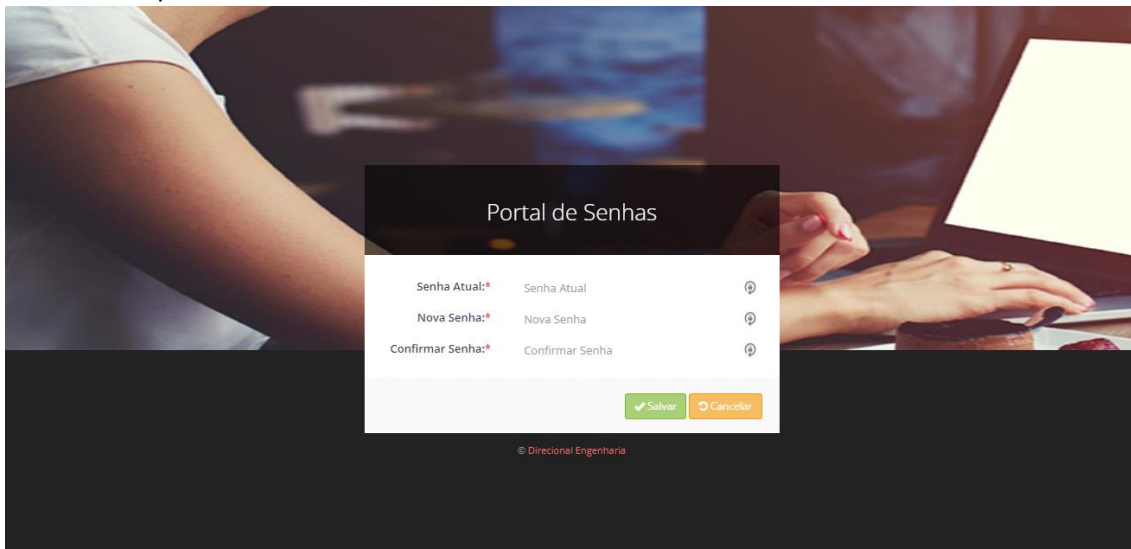 Portal de Senhas
Senha Atual:* Senha Atual
Nova Senha:* Nova Senha
Confirmar Senha:* Confirmar Senha
Salvar Cancelar
© Direcional Engenharia